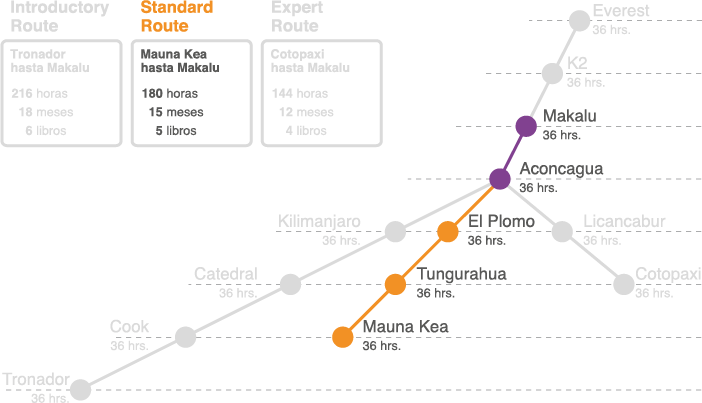 Introductory
Route
Tronador
hasta Makalu
216 horas
18 meses
6 libros
Standard
Route
Mauna Kea
hasta Makalu
180 horas
15 meses
5 libros
Expert
Route
Cotopaxi
hasta Makalu
144 horas
12 meses
4 libros
Everest
36 hrs.
K2
36 hrs.
Makalu
36 hrs.
Aconcagua
36 hrs.
Kilimanjaro
36 hrs.
El Plomo
36 hrs.
Licancabur
36 hrs.
Catedral
36 hrs.
Tungurahua
36 hrs.
Cotopaxi
36 hrs.
Cook
36 hrs.
Mauna Kea
36 hrs.
Tronador
36 hrs.